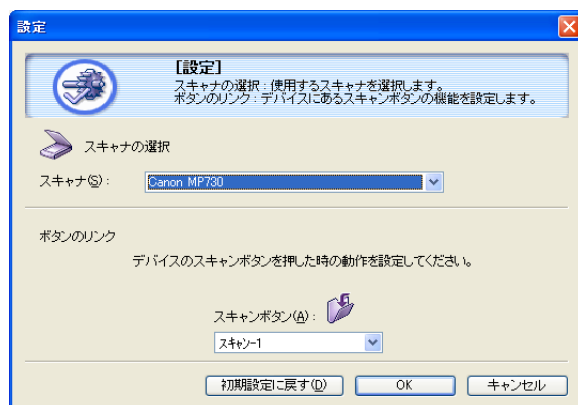 設定
[設定]
スキャナの選択 : 使用するスキャナを選択します。
ボタンのリンク : デバイスにあるスキャンボタンの機能を設定します。
スキャナの選択
スキャナ(S) :
Canon MP730
ボタンのリンク
デバイスのスキャンボタンを押した時の動作を設定してください。
スキャンボタン(A) :
スキャン-1
初期設定に戻す(D)
OK
キャンセル